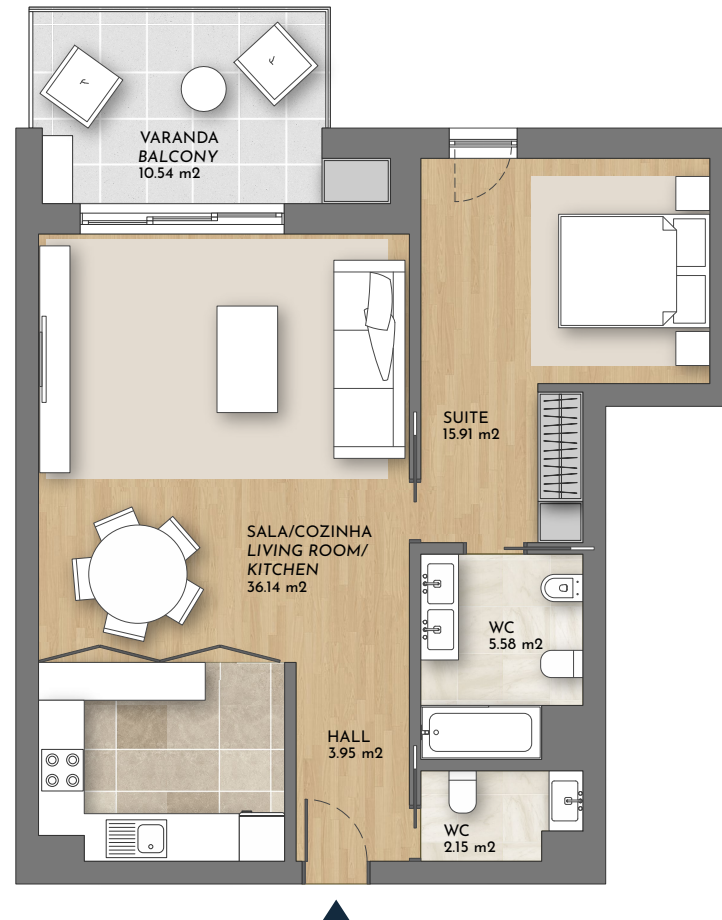 VARANDA
BALCONY
10.54 m2
SUITE
15.91 m2
SALA/COZINHA
LIVING ROOM/
KITCHEN
36.14 m2
WC
5.58 m2
HALL
3.95 m2
WC
2.15 m2